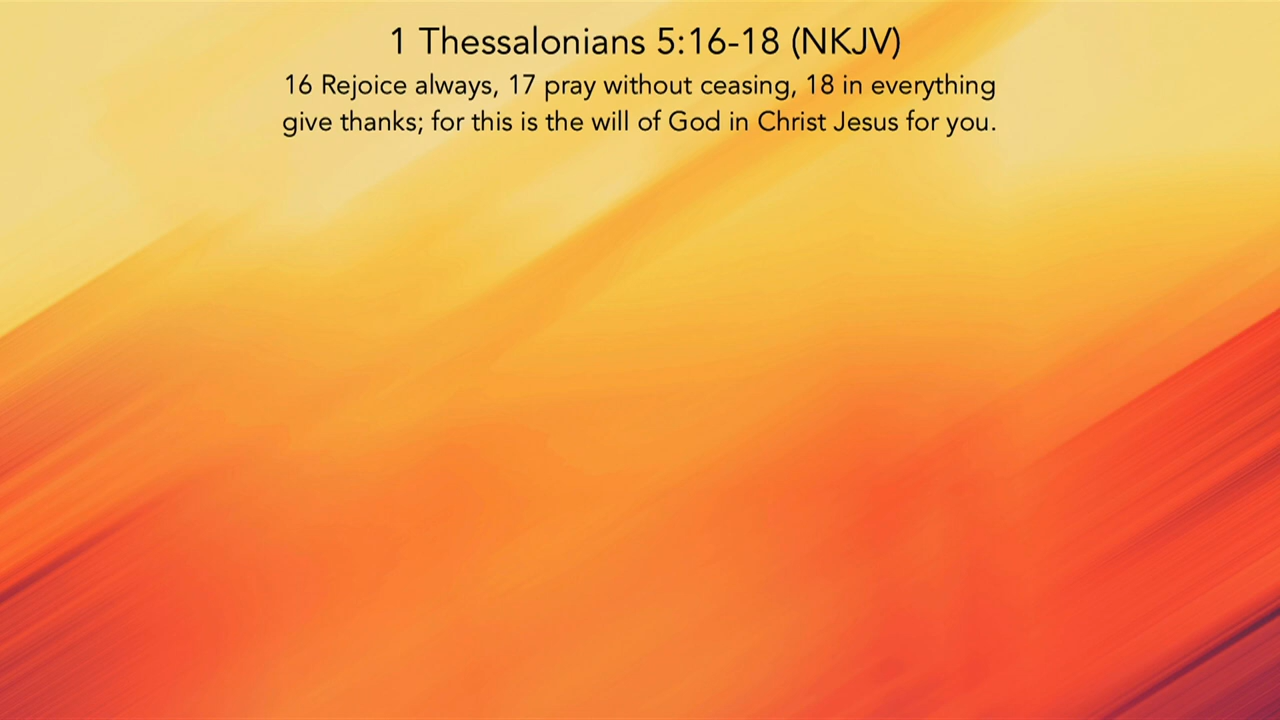 1 Thessalonians 5:16-18 (NKJV)
16 Rejoice always, 17 pray without ceasing, 18 in everything
give thanks; for this is the will of God in Christ Jesus for you.